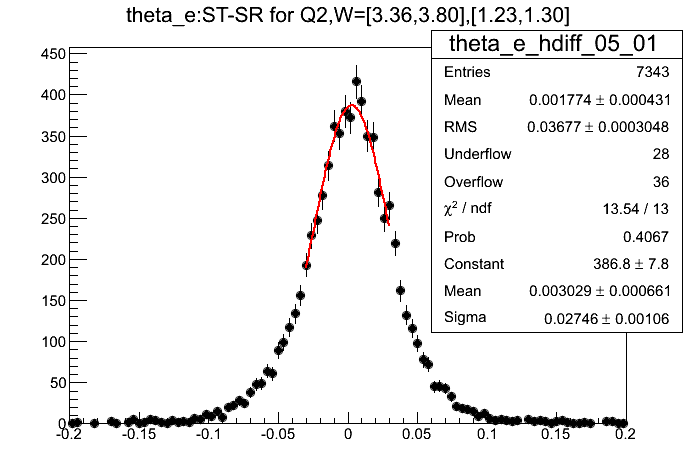 theta_e:ST-SR for Q2,W=[3.36,3.80],[1.23,1.30]
theta_e_hdiff_05_01
Entries 7343
Mean 0.001774 ± 0.000431
RMS 0.03677 ± 0.0003048
Underflow 28
Overflow 36
χ² / ndf 13.54 / 13
Prob 0.4067
Constant 386.8 ± 7.8
Mean 0.003029 ± 0.000661
Sigma 0.02746 ± 0.00106
450
400
350
300
250
200
150
100
50
0
-0.2 -0.15 -0.1 -0.05 0 0.05 0.1 0.15 0.2